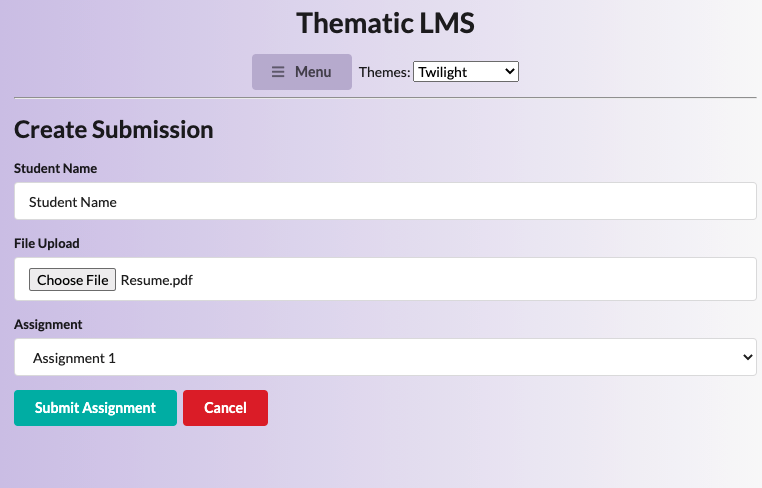 Thematic LMS
Menu Themes: Twilight
Create Submission
Student Name
Student Name
File Upload
Choose File Resume.pdf
Assignment
Assignment 1
Submit Assignment Cancel